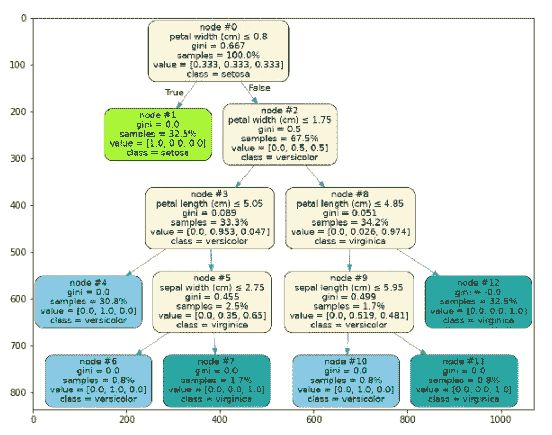 0
100
200
300
400
500
600
700
800
node #0
petal width (cm) ≤ 0.8
gini = 0.667
samples = 100.0%
value = [0.333, 0.333, 0.333]
class = setosa
True
False
node #1
gini = 0.0
samples = 32.5%
value = [1.0, 0.0, 0.0]
class = setosa
node #2
petal width (cm) ≤ 1.75
gini = 0.5
samples = 67.5%
value = [0.0, 0.5, 0.5]
class = versicolor
node #3
petal length (cm) ≤ 5.05
gini = 0.089
samples = 33.3%
value = [0.0, 0.953, 0.047]
class = versicolor
node #8
petal length (cm) ≤ 4.85
gini = 0.051
samples = 34.2%
value = [0.0, 0.026, 0.974]
class = virginica
node #4
gini = 0.0
samples = 30.8%
value = [0.0, 1.0, 0.0]
class = versicolor
node #5
sepal width (cm) ≤ 2.75
gini = 0.455
samples = 2.5%
value = [0.0, 0.35, 0.65]
class = virginica
node #9
sepal length (cm) ≤ 5.95
gini = 0.499
samples = 1.7%
value = [0.0, 0.519, 0.481]
class = versicolor
node #12
gini = -0.0
samples = 32.5%
value = [0.0, 0.0, 1.0]
class = virginica
node #6
gini = 0.0
samples = 0.8%
value = [0.0, 1.0, 0.0]
class = versicolor
node #7
gini = 0.0
samples = 1.7%
value = [0.0, 0.0, 1.0]
class = virginica
node #10
gini = 0.0
samples = 0.8%
value = [0.0, 1.0, 0.0]
class = versicolor
node #11
gini = 0.0
samples = 0.8%
value = [0.0, 0.0, 1.0]
class = virginica
0
200
400
600
800
1000